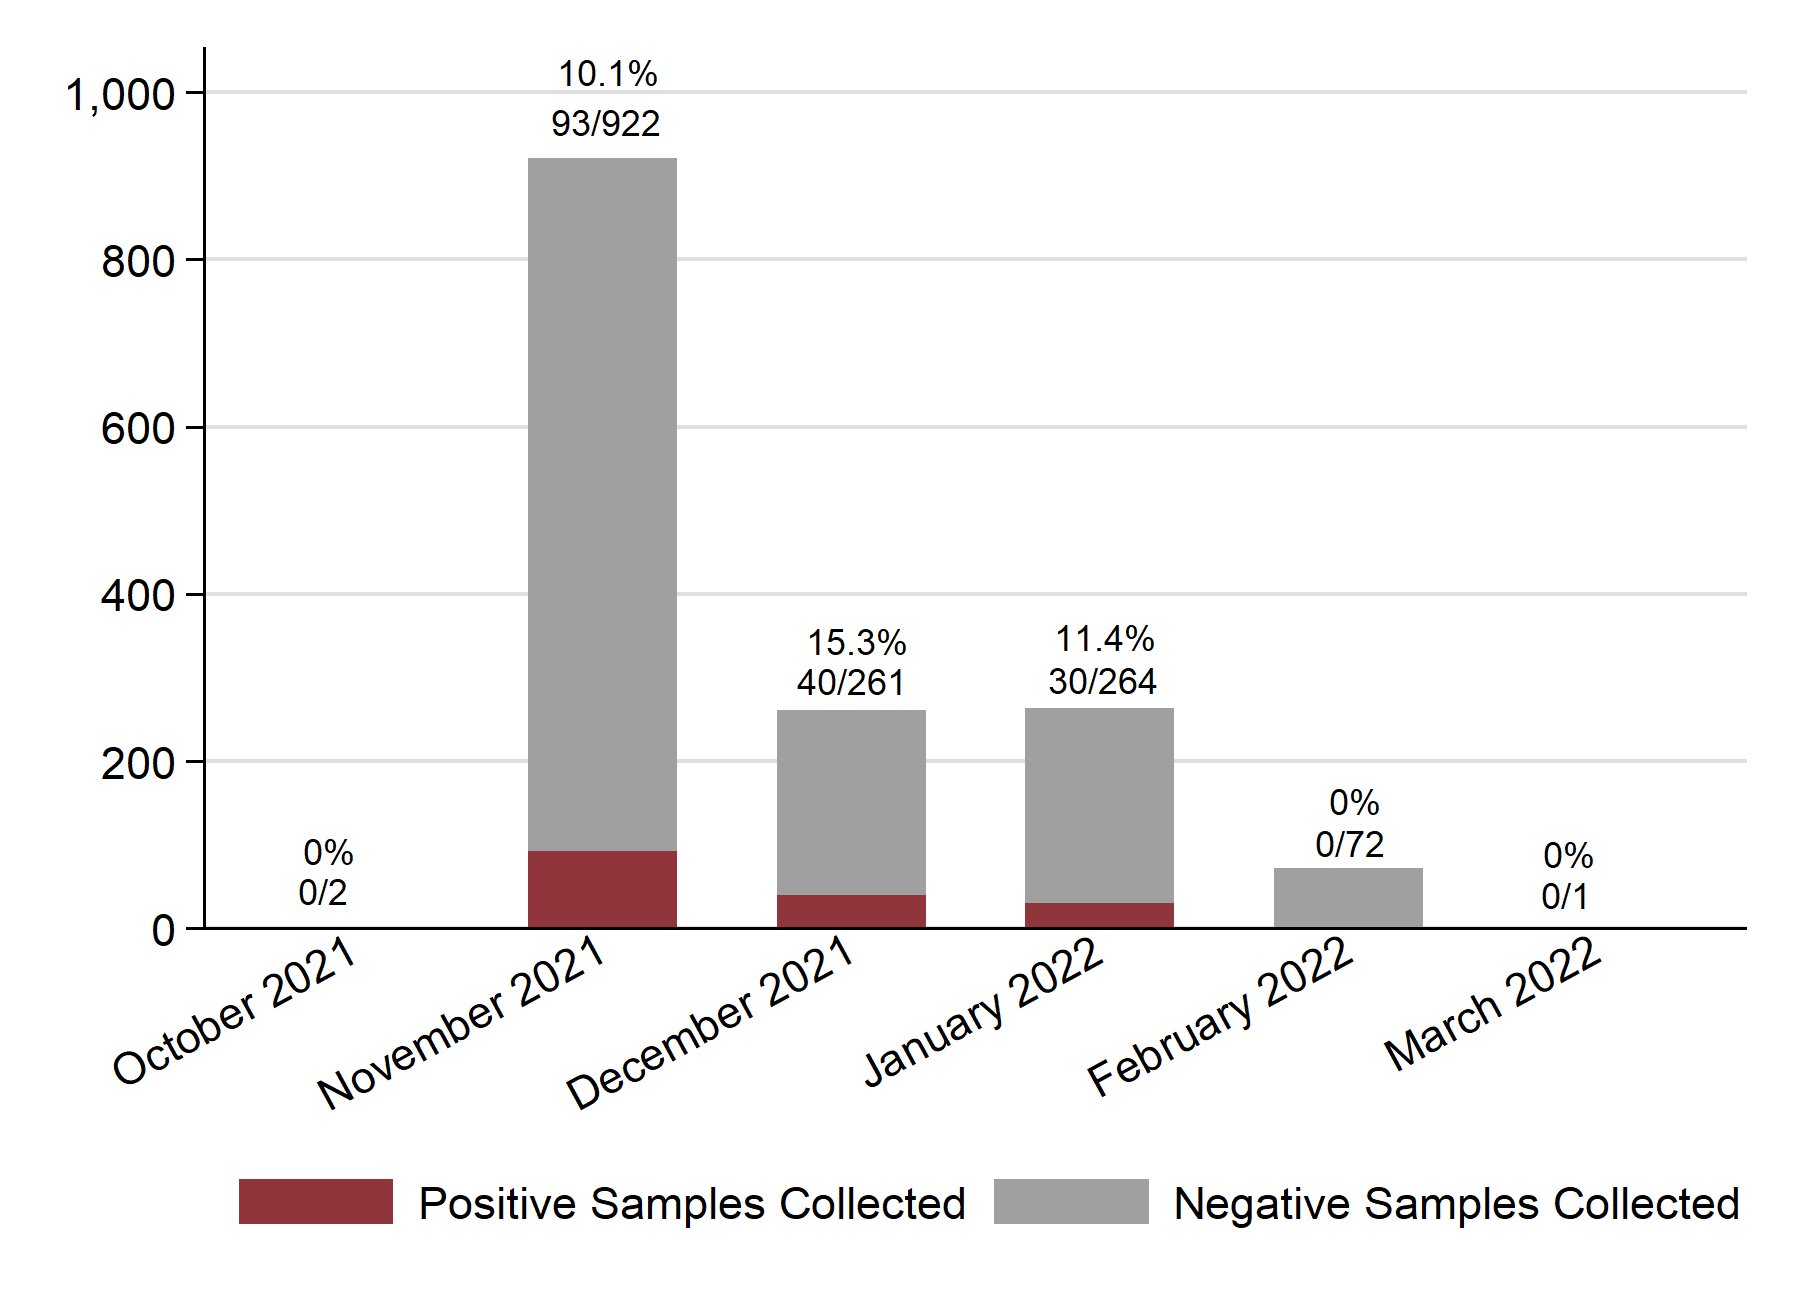 1,000
800
600
400
200
0
10.1%
93/922
15.3%
40/261
11.4%
30/264
0%
0/72
0%
0/2
0%
0/1
October 2021
November 2021
December 2021
January 2022
February 2022
March 2022
Positive Samples Collected
Negative Samples Collected